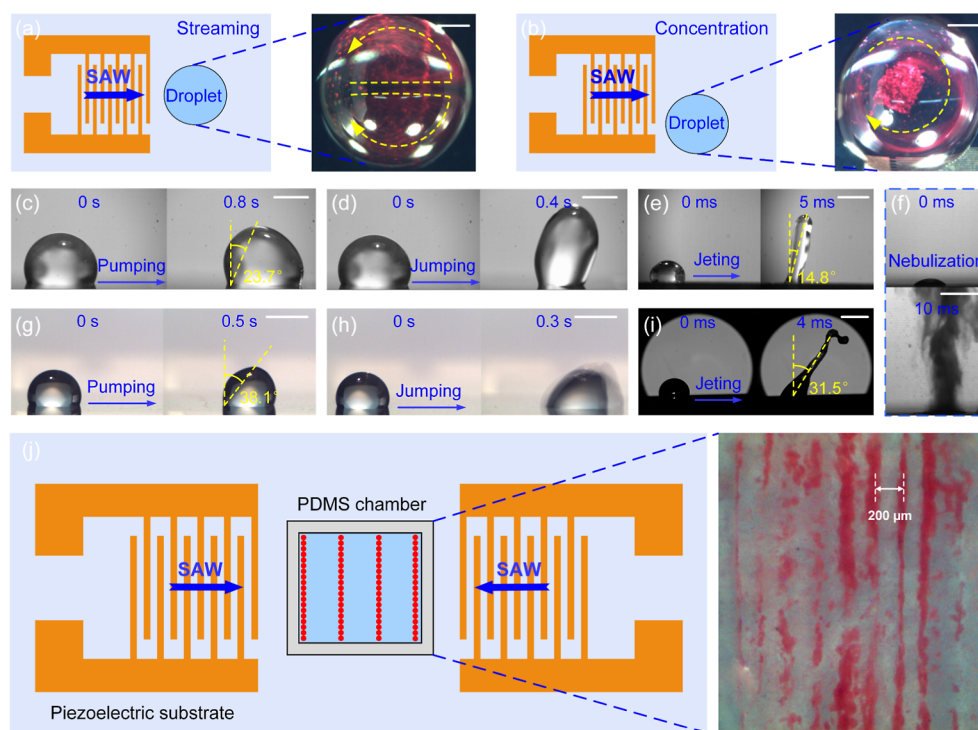 (a)
Streaming
SAW
Droplet
(b)
Concentration
SAW
Droplet
(c)
0 s
0.8 s
Pumping
23.7°
(d)
0 s
0.4 s
Jumping
(e)
0 ms
5 ms
Jeting
14.8°
(f)
0 ms
Nebulization
10 ms
(g)
0 s
0.5 s
Pumping
38.1°
(h)
0 s
0.3 s
Jumping
(i)
0 ms
4 ms
Jeting
31.5°
(j)
PDMS chamber
SAW
SAW
Piezoelectric substrate
200 μm